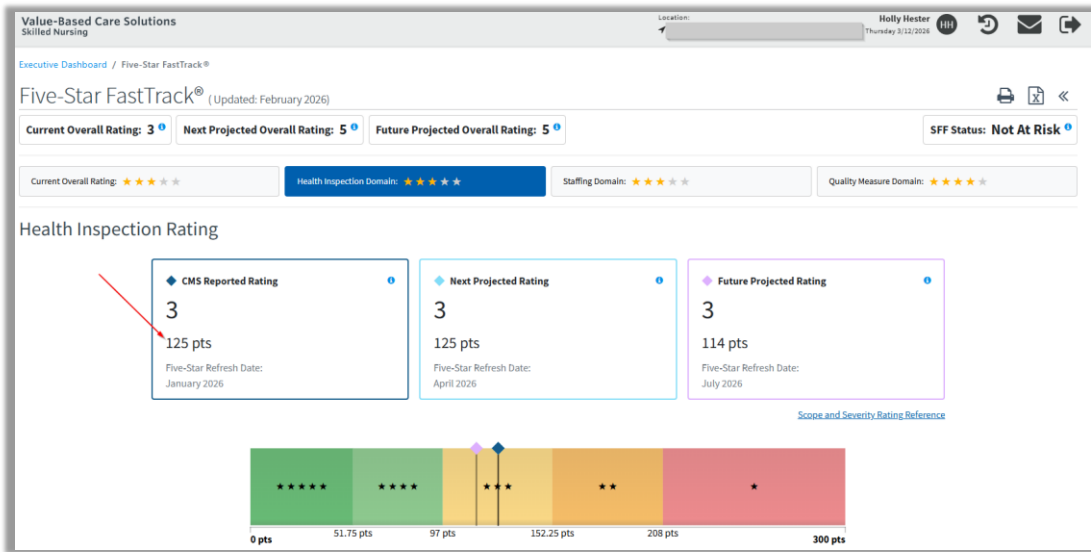 Value-Based Care Solutions
Skilled Nursing
Location:
Holly Hester
Thursday 3/12/2026
HH
Executive Dashboard / Five-Star FastTrack®
Five-Star FastTrack® (Updated: February 2026)
Current Overall Rating: 3
Next Projected Overall Rating: 5
Future Projected Overall Rating: 5
SFF Status: Not At Risk
Current Overall Rating:
Health Inspection Domain:
Staffing Domain:
Quality Measure Domain:
Health Inspection Rating
CMS Reported Rating
3
125 pts
Five-Star Refresh Date:
January 2026
Next Projected Rating
3
125 pts
Five-Star Refresh Date:
April 2026
Future Projected Rating
3
114 pts
Five-Star Refresh Date:
July 2026
Scope and Severity Rating Reference
0 pts
51.75 pts
97 pts
152.25 pts
208 pts
300 pts